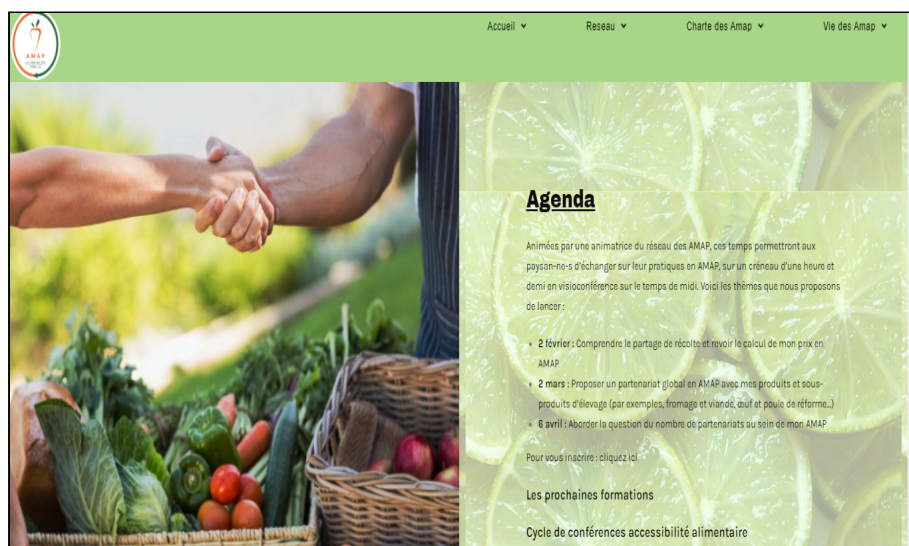 Accueil
Reseau
Charte des Amap
Vie des Amap
AMAP
Agenda
Animées par une animatrice du réseau des AMAP, ces temps permettront aux
paysan-ne-s d'échanger sur leur pratiques en AMAP, sur un créneau d'une heure et
demi en visioconférence sur le temps de midi. Voici les thèmes que nous proposons
de lancer :
2 février : Comprendre le partage de récolte et revoir le calcul de mon prix en
AMAP
2 mars : Proposer un partenariat global en AMAP avec mes produits et sous-
produits d'élevage (par exemples, fromage et viande, œuf et poule de réforme...)
6 avril : Aborder la question du nombre de partenariats au sein de mon AMAP
Pour vous inscrire : cliquez ici
Les prochaines formations
Cycle de conférences accessibilité alimentaire